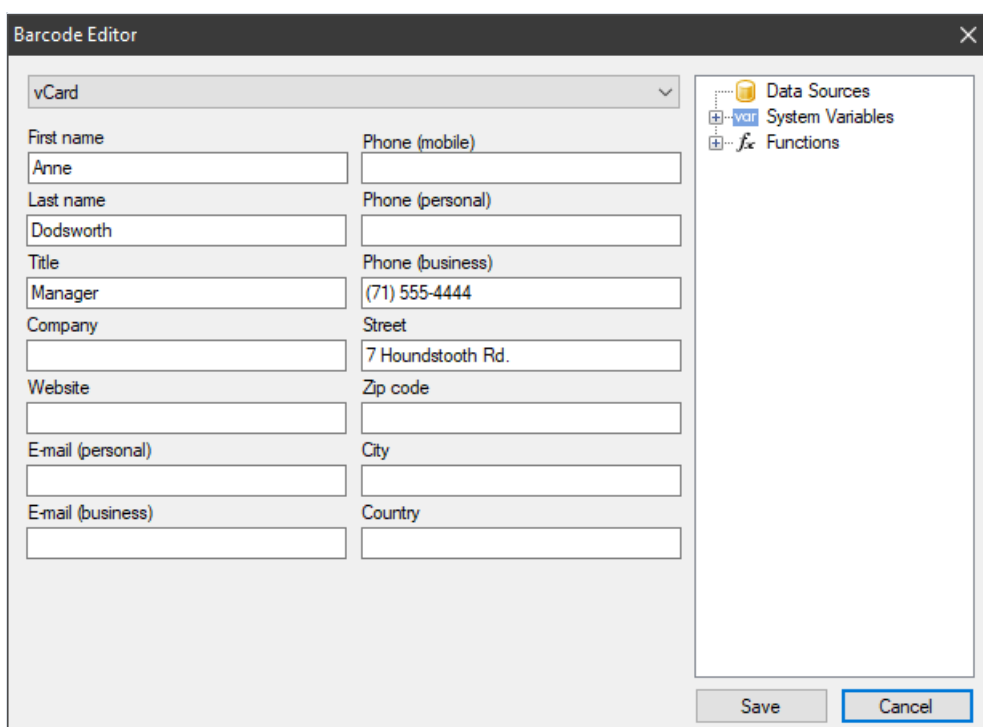 Barcode Editor
vCard
First name
Anne
Last name
Dodsworth
Title
Manager
Company
Website
E-mail (personal)
E-mail (business)
Phone (mobile)
Phone (personal)
Phone (business)
(71) 555-4444
Street
7 Houndstooth Rd.
Zip code
City
Country
Data Sources
var System Variables
fx Functions
Save
Cancel